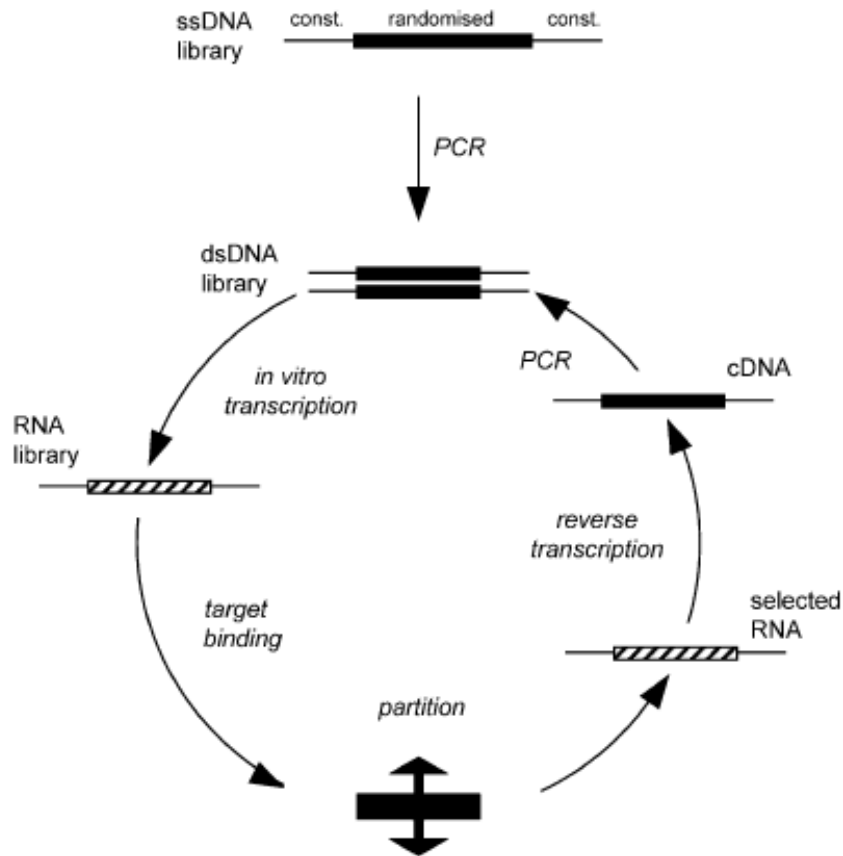 ssDNA
library
const. randomised const.
PCR
dsDNA
library
in vitro
transcription
PCR
cDNA
RNA
library
reverse
transcription
target
binding
selected
RNA
partition